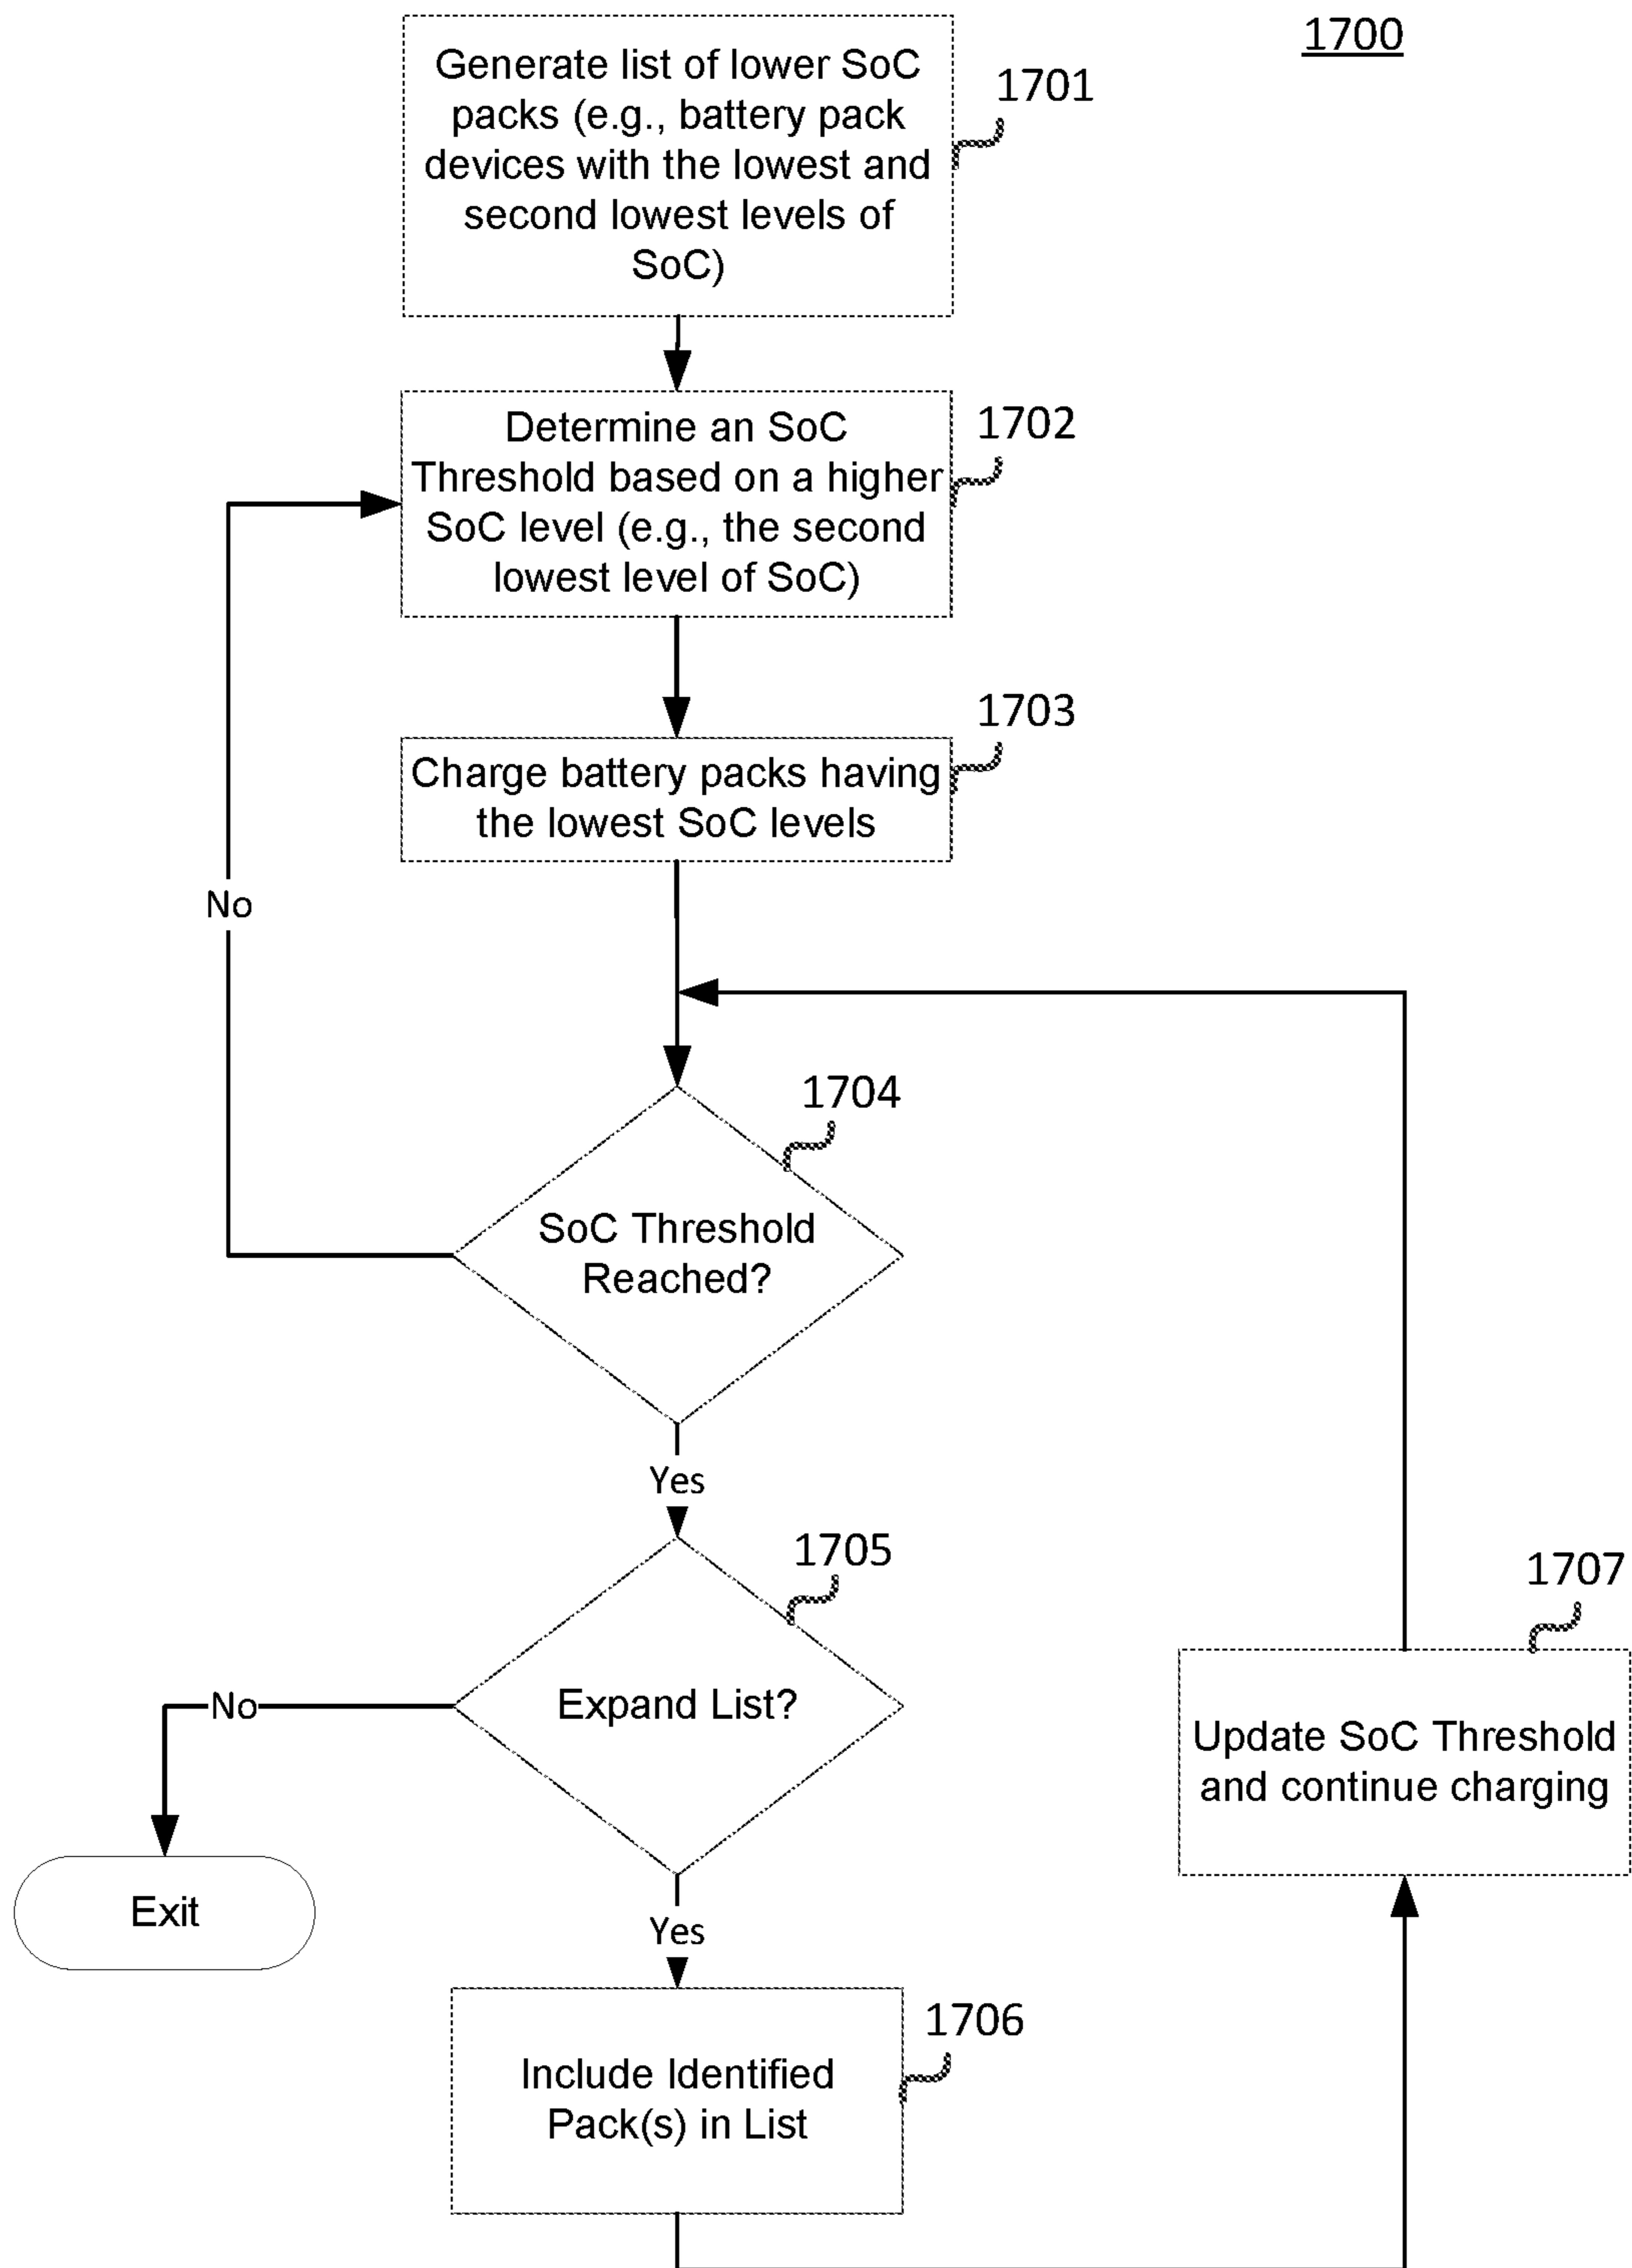 1700
Generate list of lower SoC
packs (e.g., battery pack
devices with the lowest and
second lowest levels of
SoC)
1701
Determine an SoC
Threshold based on a higher
SoC level (e.g., the second
lowest level of SoC)
1702
Charge battery packs having
the lowest SoC levels
1703
No
SoC Threshold
Reached?
1704
Yes
Expand List?
1705
No
Exit
Yes
Include Identified
Pack(s) in List
1706
Update SoC Threshold
and continue charging
1707